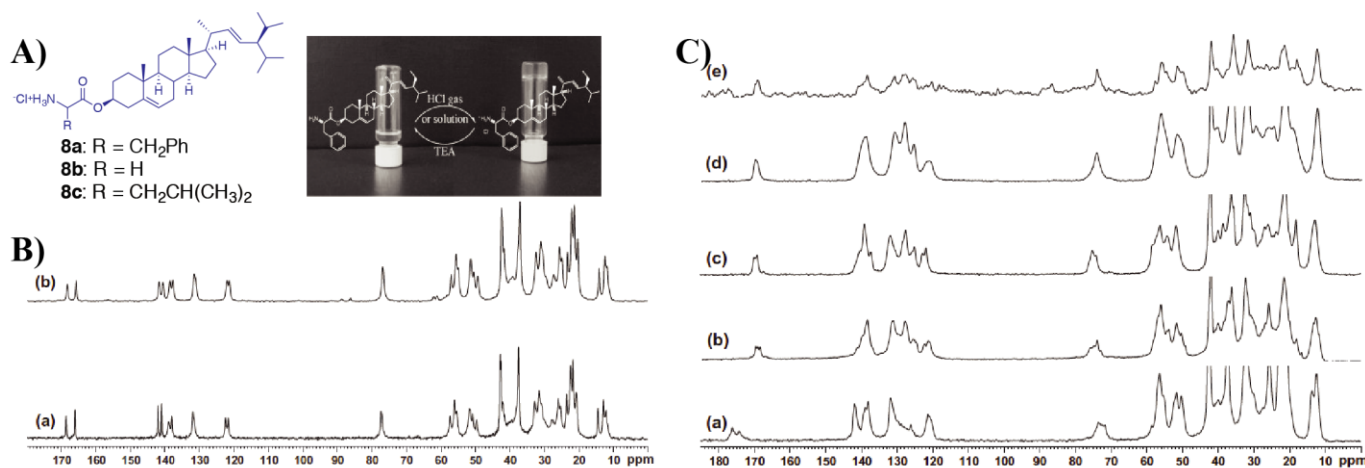 A)
H
H
H
H
O
⁻Cl⁺H₃N
O
R
8a: R = CH₂Ph
8b: R = H
8c: R = CH₂CH(CH₃)₂
HCl gas
or solution
TEA
B)
(b)
(a)
170 160 150 140 130 120 110 100 90 80 70 60 50 40 30 20 10 ppm
C)
(e)
(d)
(c)
(b)
(a)
180 170 160 150 140 130 120 110 100 90 80 70 60 50 40 30 20 10 ppm